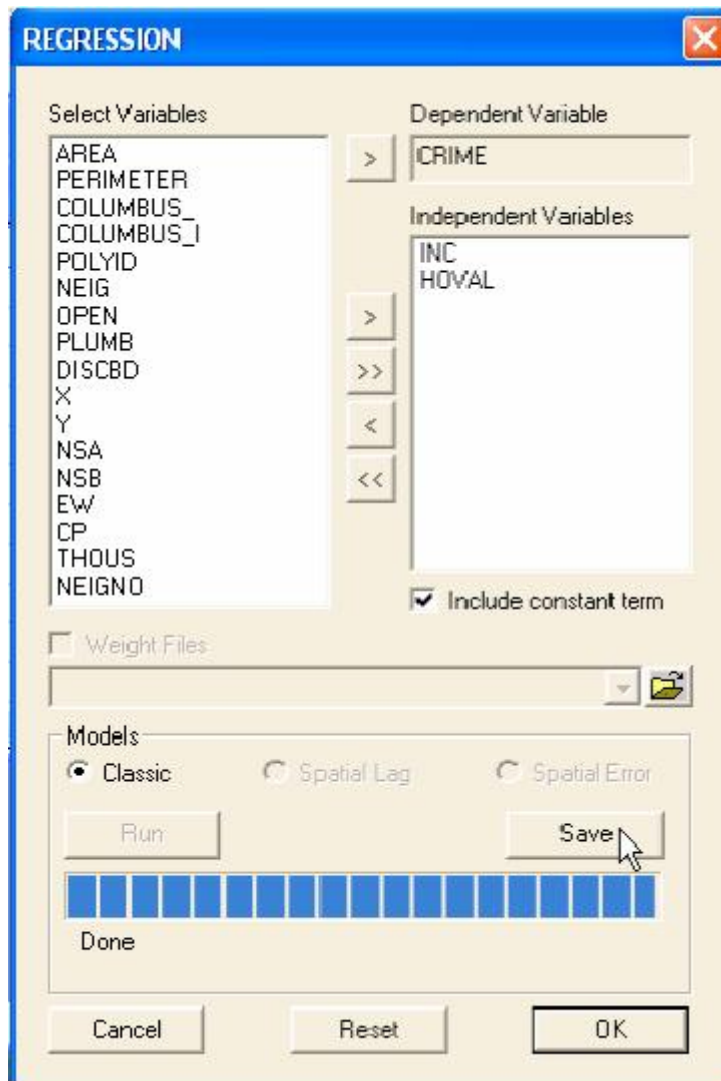 REGRESSION
Select Variables
AREA
PERIMETER
COLUMBUS_
COLUMBUS_I
POLYID
NEIG
OPEN
PLUMB
DISCBD
X
Y
NSA
NSB
EW
CP
THOUS
NEIGNO
>
Dependent Variable
CRIME
Independent Variables
INC
HOVAL
>
>>
<
<<
Include constant term
Weight Files
Models
Classic
Spatial Lag
Spatial Error
Run
Save
Done
Cancel
Reset
OK